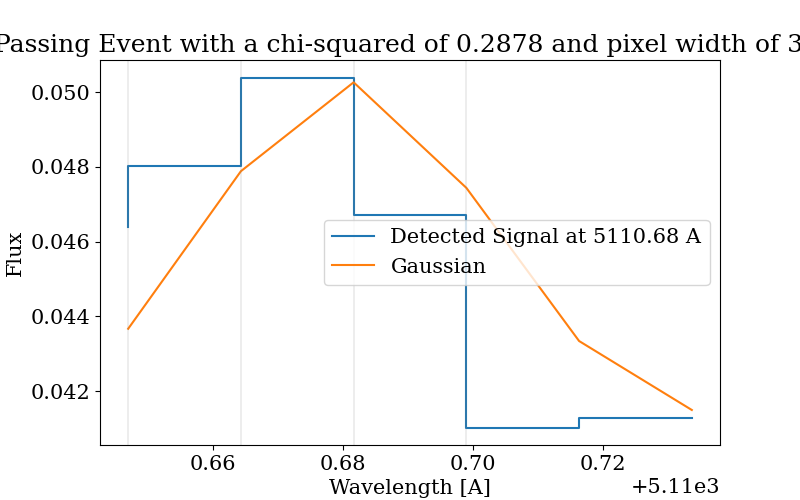 Passing Event with a chi-squared of 0.2878 and pixel width of 3
0.050
0.048
0.046
0.044
0.042
Flux
Detected Signal at 5110.68 A
Gaussian
0.66
0.68
0.70
0.72
Wavelength [A]
+5.11e3